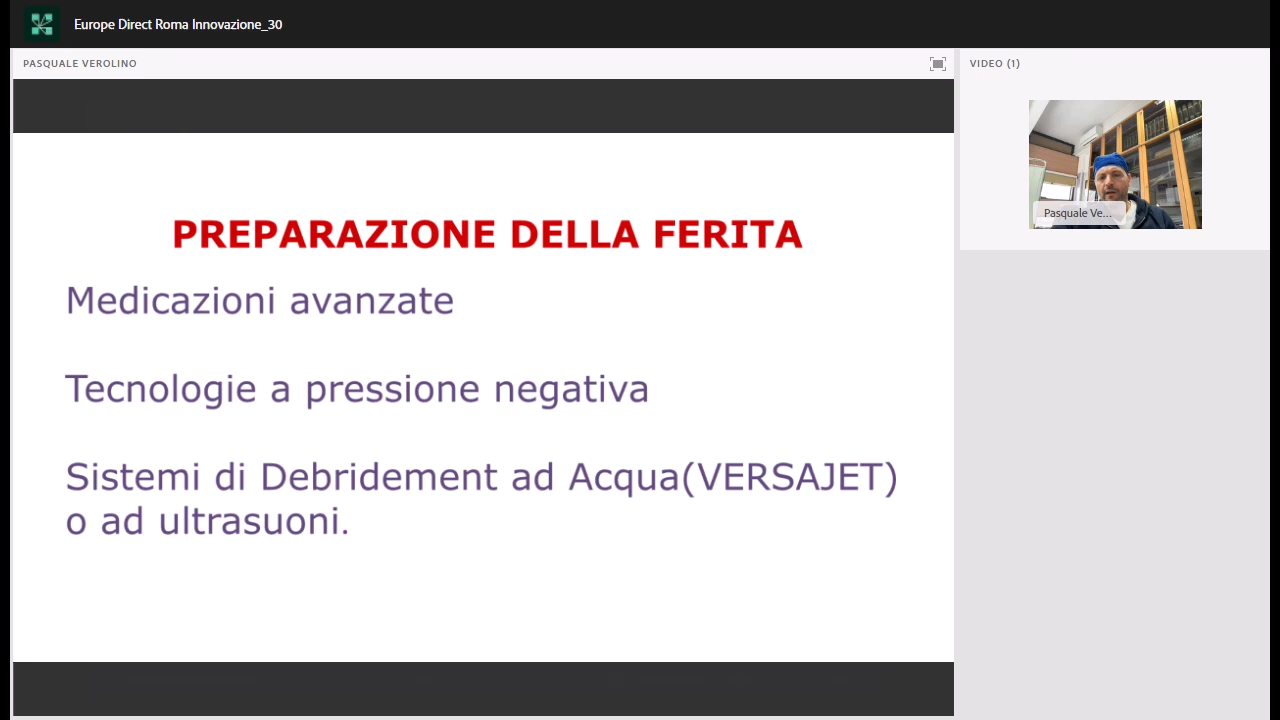 Europe Direct Roma Innovazione_30
PASQUALE VEROLINO
VIDEO (1)
Pasquale Ve...
PREPARAZIONE DELLA FERITA
Medicazioni avanzate
Tecnologie a pressione negativa
Sistemi di Debridement ad Acqua(VERSAJET)
o ad ultrasuoni.